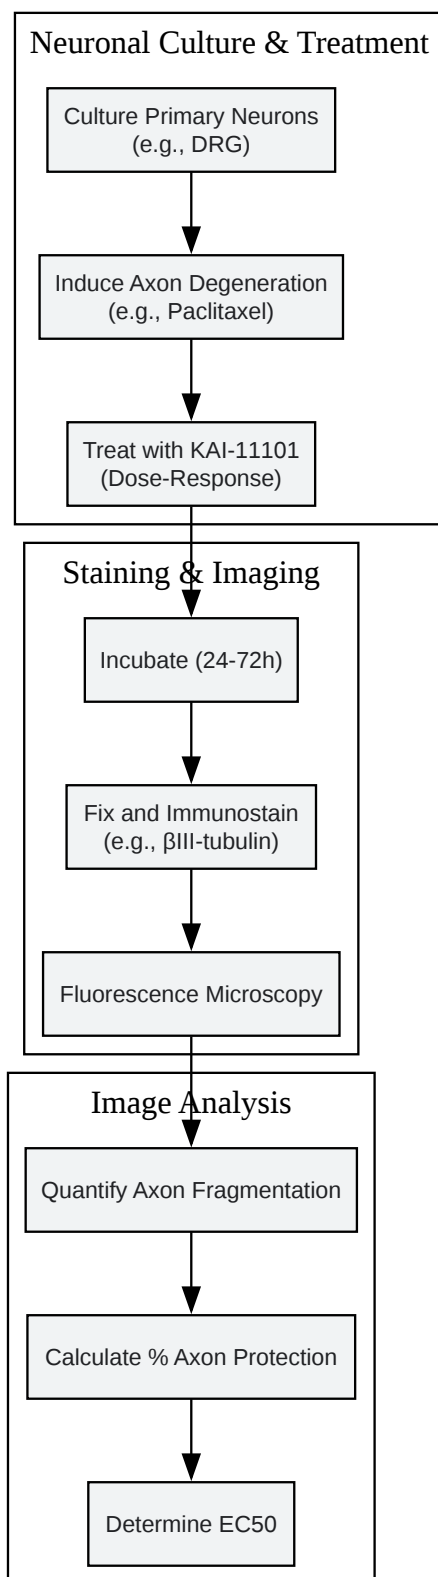 Neuronal Culture & Treatment
Culture Primary Neurons
(e.g., DRG)
Induce Axon Degeneration
(e.g., Paclitaxel)
Treat with KAI-11101
(Dose-Response)
Staining & Imaging
Incubate (24-72h)
Fix and Immunostain
(e.g., βIII-tubulin)
Fluorescence Microscopy
Image Analysis
Quantify Axon Fragmentation
Calculate % Axon Protection
Determine EC50